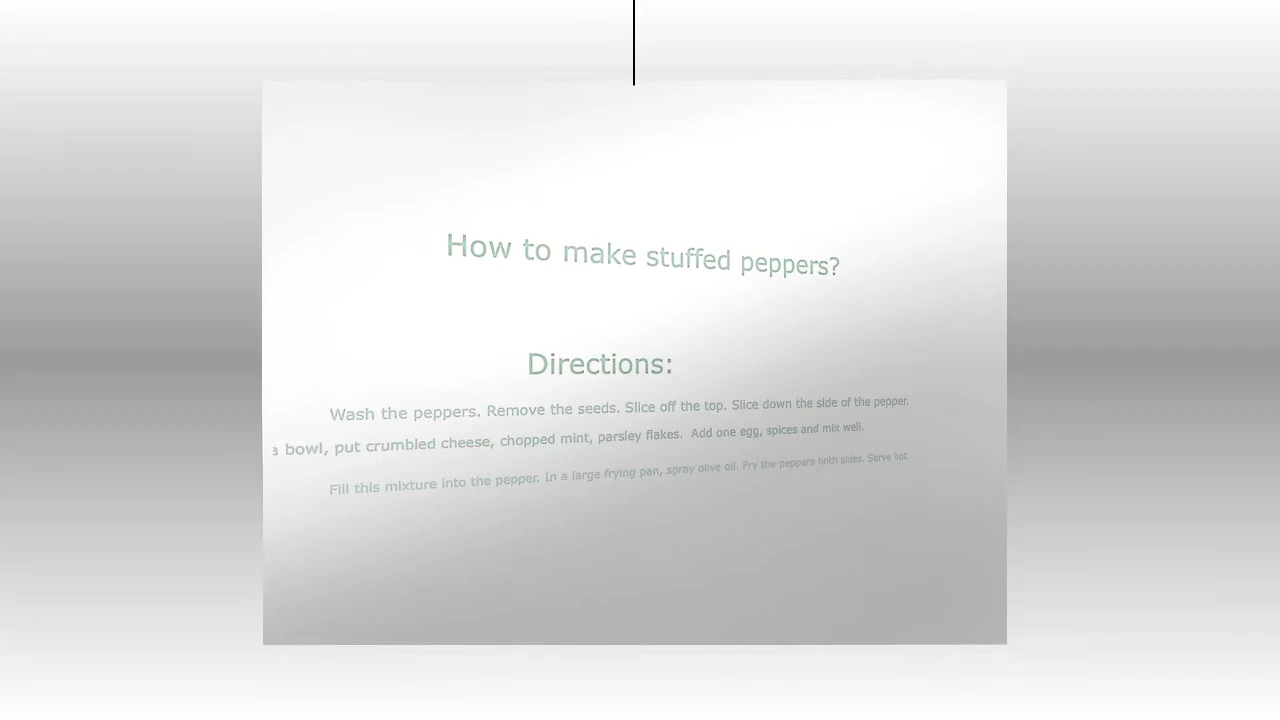 How to make stuffed peppers?
Directions:
Wash the peppers. Remove the seeds. Slice off the top. Slice down the side of the pepper.
a bowl, put crumbled cheese, chopped mint, parsley flakes. Add one egg, spices and mix well.
Fill this mixture into the pepper. In a large frying pan, spray olive oil. Fry the peppers both sides. Serve hot.